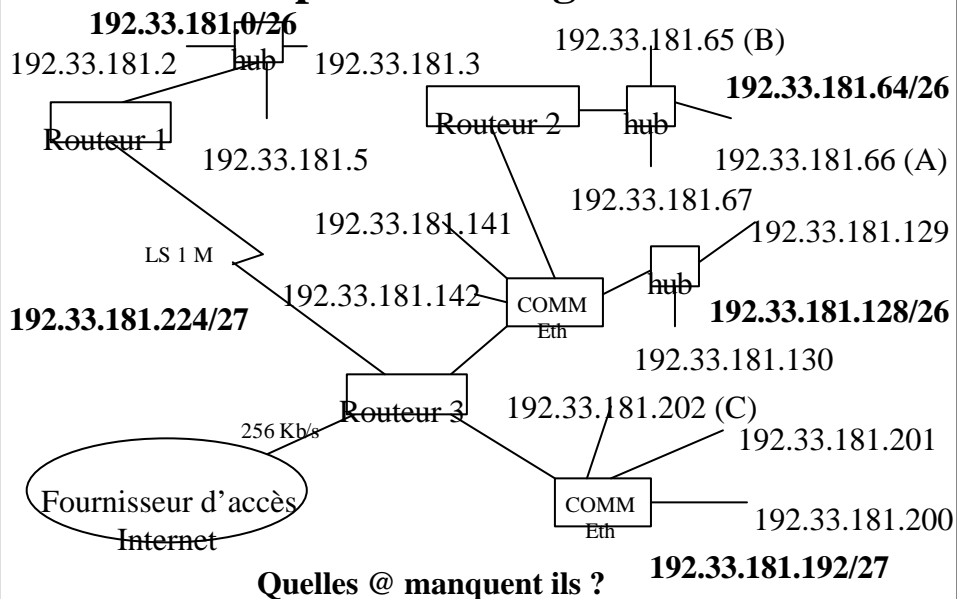 192.33.181.0/26
hub
192.33.181.2
192.33.181.3
192.33.181.65 (B)
192.33.181.64/26
Routeur 1
Routeur 2
hub
192.33.181.5
192.33.181.66 (A)
192.33.181.67
192.33.181.141
192.33.181.129
LS 1 M
192.33.181.142
COMM
Eth
hub
192.33.181.224/27
192.33.181.128/26
192.33.181.130
Routeur 3
192.33.181.202 (C)
256 Kb/s
192.33.181.201
Fournisseur d’accès
Internet
COMM
Eth
192.33.181.200
192.33.181.192/27
Quelles @ manquent ils ?